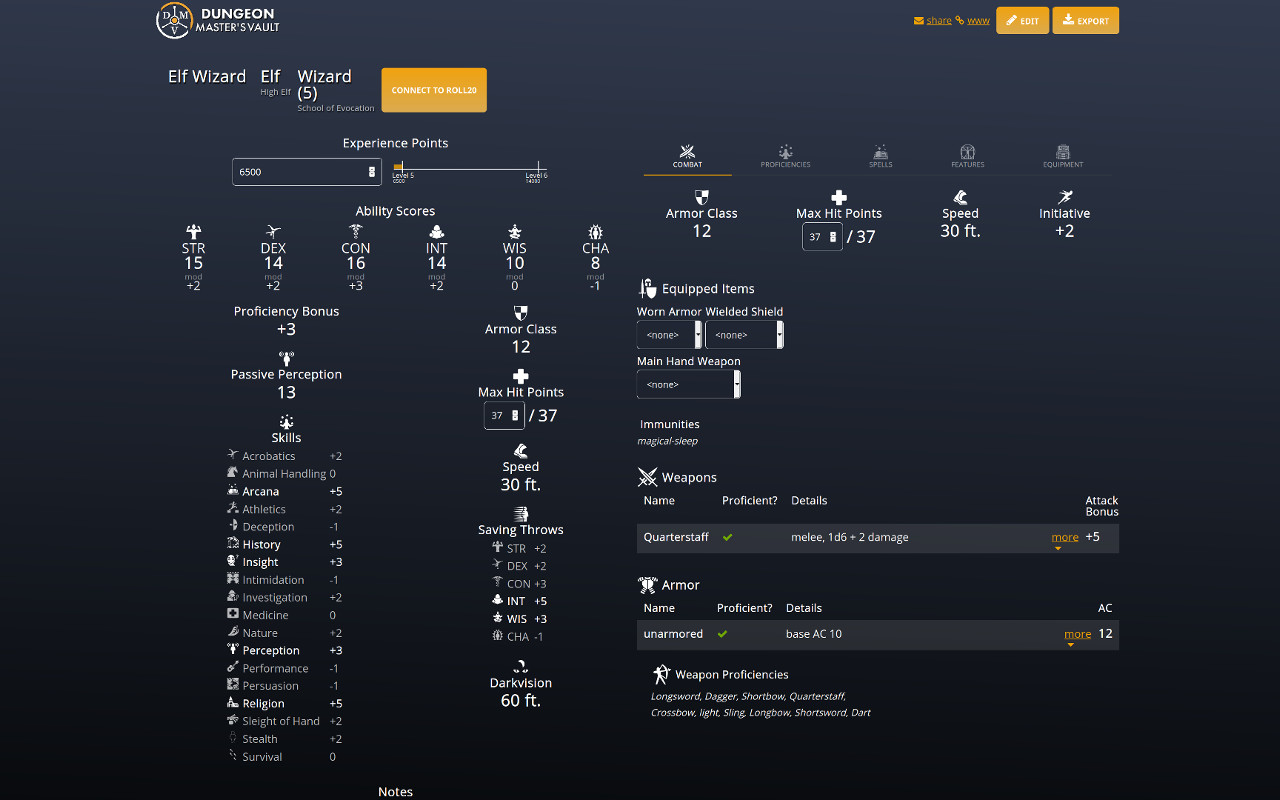 DUNGEON
MASTER'S VAULT
D M V
share www EDIT EXPORT
Elf Wizard Elf Wizard (5) CONNECT TO ROLL20
High Elf School of Evocation
Experience Points
6500
Level 5 Level 6
6500 14000
Ability Scores
STR DEX CON INT WIS CHA
15 14 16 14 10 8
mod mod mod mod mod mod
+2 +2 +3 +2 0 -1
Proficiency Bonus
+3
Passive Perception
13
Skills
Acrobatics +2
Animal Handling 0
Arcana +5
Athletics +2
Deception -1
History +5
Insight +3
Intimidation -1
Investigation +2
Medicine 0
Nature +2
Perception +3
Performance -1
Persuasion -1
Religion +5
Sleight of Hand +2
Stealth +2
Survival 0
Armor Class
12
Max Hit Points
37 / 37
Speed
30 ft.
Saving Throws
STR +2
DEX +2
CON +3
INT +5
WIS +3
CHA -1
Darkvision
60 ft.
Notes
COMBAT PROFICIENCIES SPELLS FEATURES EQUIPMENT
Armor Class Max Hit Points Speed Initiative
12 37 / 37 30 ft. +2
Equipped Items
Worn Armor Wielded Shield
<none> <none>
Main Hand Weapon
<none>
Immunities
magical-sleep
Weapons
Name Proficient? Details Attack Bonus
Quarterstaff melee, 1d6 + 2 damage more +5
Armor
Name Proficient? Details AC
unarmored base AC 10 more 12
Weapon Proficiencies
Longsword, Dagger, Shortbow, Quarterstaff,
Crossbow, light, Sling, Longbow, Shortsword, Dart